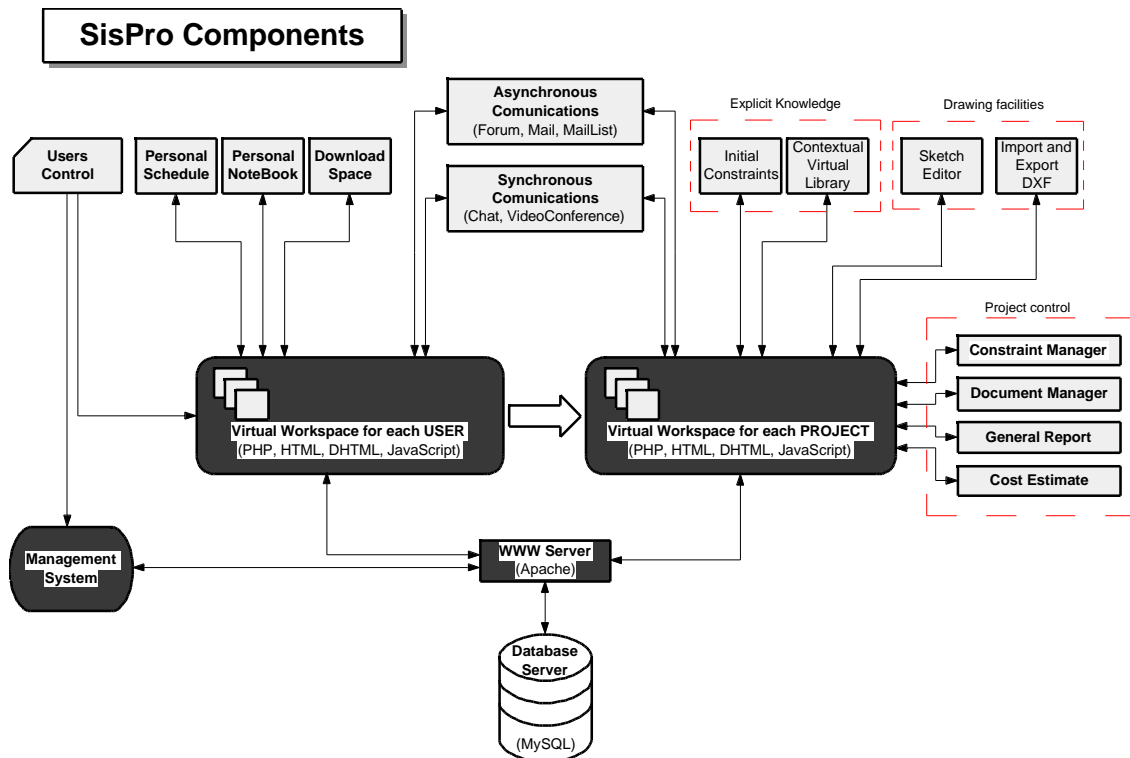 SisPro Components
Asynchronous
Comunications
(Forum, Mail, MailList)
Explicit Knowledge
Drawing facilities
Users
Control
Personal
Schedule
Personal
NoteBook
Download
Space
Synchronous
Comunications
(Chat, VideoConference)
Initial
Constraints
Contextual
Virtual
Library
Sketch
Editor
Import and
Export
DXF
Project control
Constraint Manager
Document Manager
General Report
Cost Estimate
Virtual Workspace for each USER
(PHP, HTML, DHTML, JavaScript)
Virtual Workspace for each PROJECT
(PHP, HTML, DHTML, JavaScript)
Management
System
WWW Server
(Apache)
Database
Server
(MySQL)